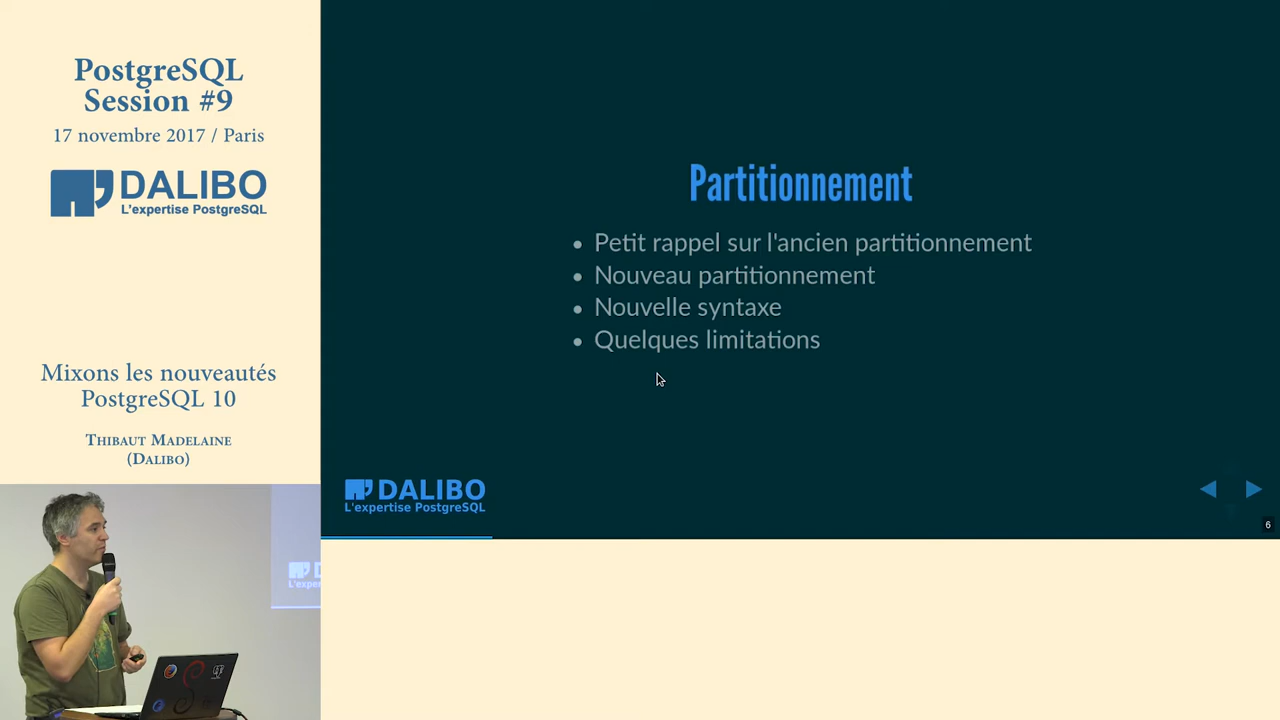 PostgreSQL
Session #9
17 novembre 2017 / Paris
DALIBO
L'expertise PostgreSQL
Mixons les nouveautés
PostgreSQL 10
Thibaut Madelaine
(Dalibo)
Partitionnement
• Petit rappel sur l'ancien partitionnement
• Nouveau partitionnement
• Nouvelle syntaxe
• Quelques limitations
DALIBO
L'expertise PostgreSQL
6